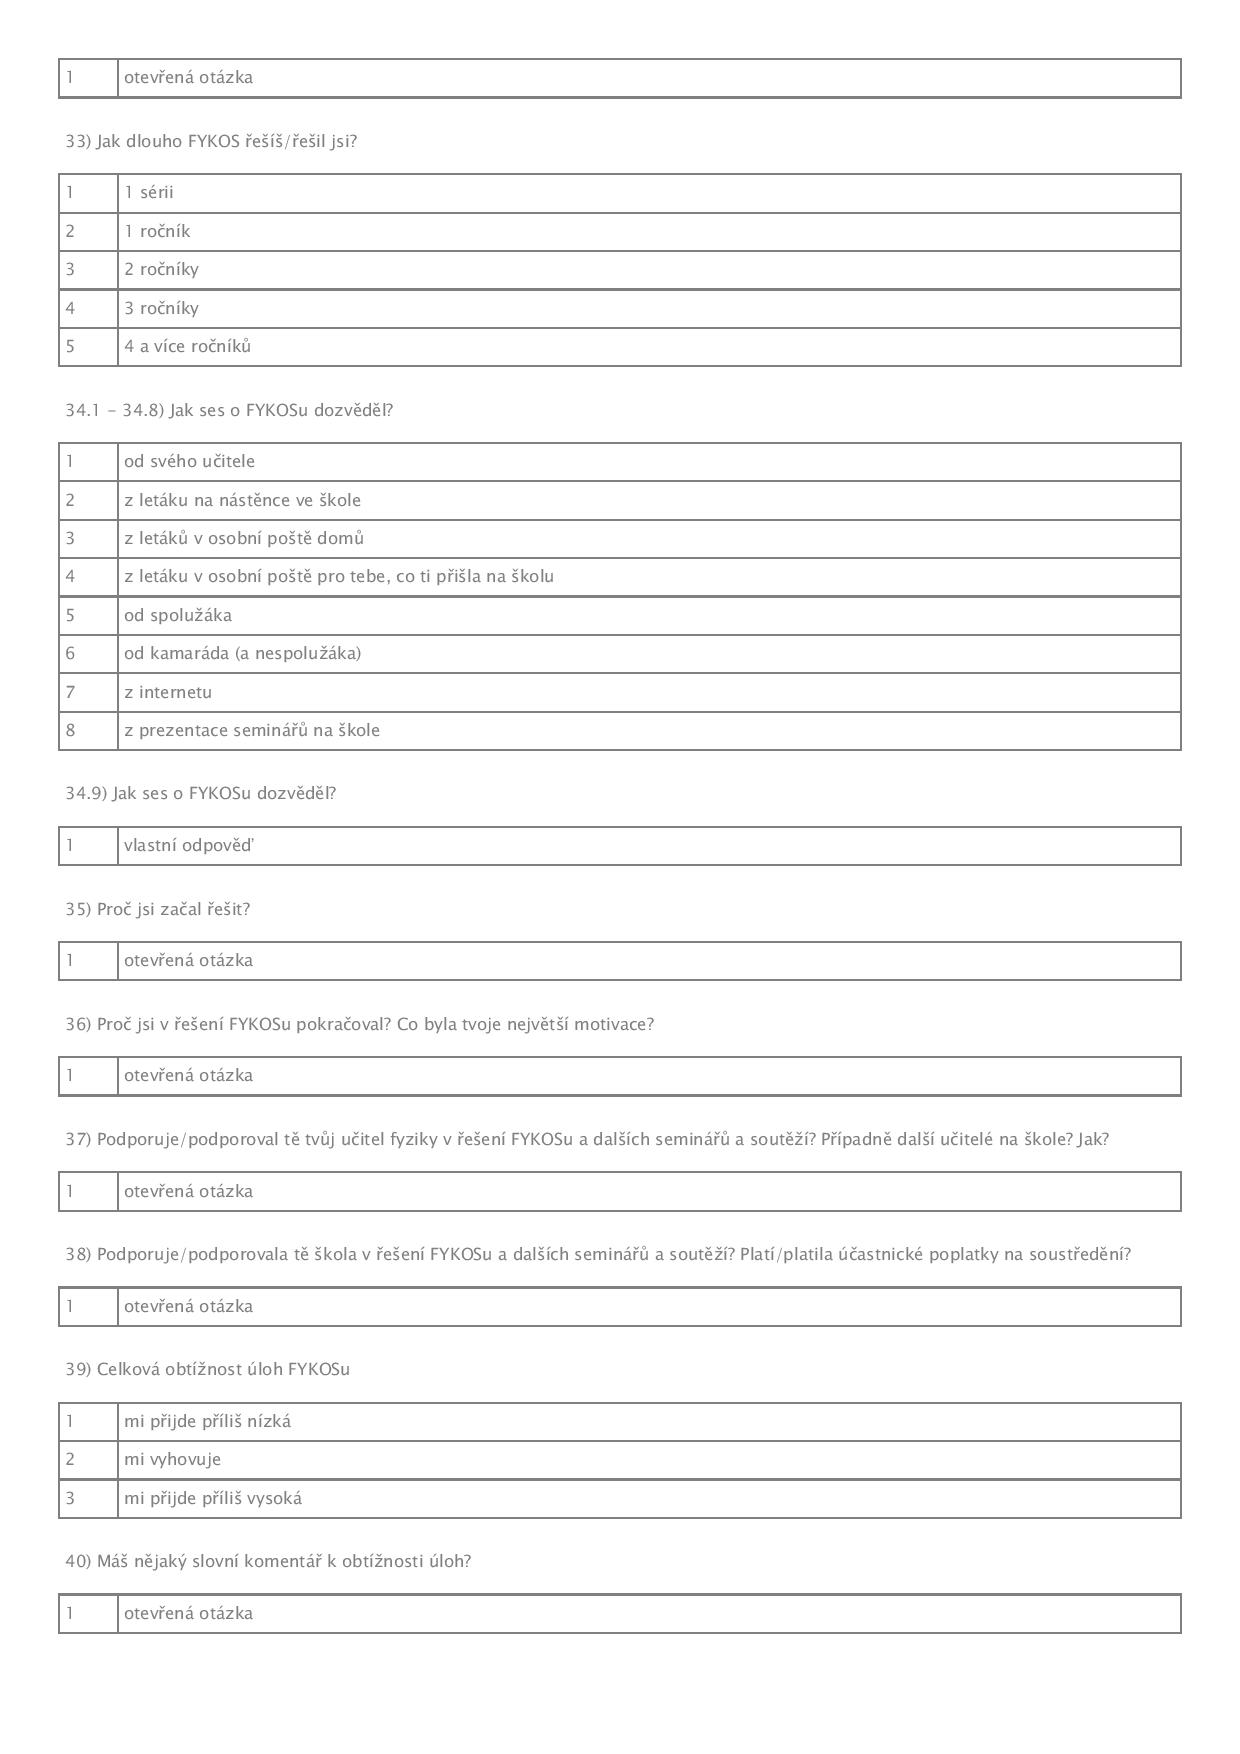 1 otevřená otázka
33) Jak dlouho FYKOS řešíš/řešil jsi?
1 1 sérii
2 1 ročník
3 2 ročníky
4 3 ročníky
5 4 a více ročníků
34.1 – 34.8) Jak ses o FYKOSu dozvěděl?
1 od svého učitele
2 z letáku na nástěnce ve škole
3 z letáků v osobní poště domů
4 z letáku v osobní poště pro tebe, co ti přišla na školu
5 od spolužáka
6 od kamaráda (a nespolužáka)
7 z internetu
8 z prezentace seminářů na škole
34.9) Jak ses o FYKOSu dozvěděl?
1 vlastní odpověď
35) Proč jsi začal řešit?
1 otevřená otázka
36) Proč jsi v řešení FYKOSu pokračoval? Co byla tvoje největší motivace?
1 otevřená otázka
37) Podporuje/podporoval tě tvůj učitel fyziky v řešení FYKOSu a dalších seminářů a soutěží? Případně další učitelé na škole? Jak?
1 otevřená otázka
38) Podporuje/podporovala tě škola v řešení FYKOSu a dalších seminářů a soutěží? Platí/platila účastnické poplatky na soustředění?
1 otevřená otázka
39) Celková obtížnost úloh FYKOSu
1 mi přijde příliš nízká
2 mi vyhovuje
3 mi přijde příliš vysoká
40) Máš nějaký slovní komentář k obtížnosti úloh?
1 otevřená otázka